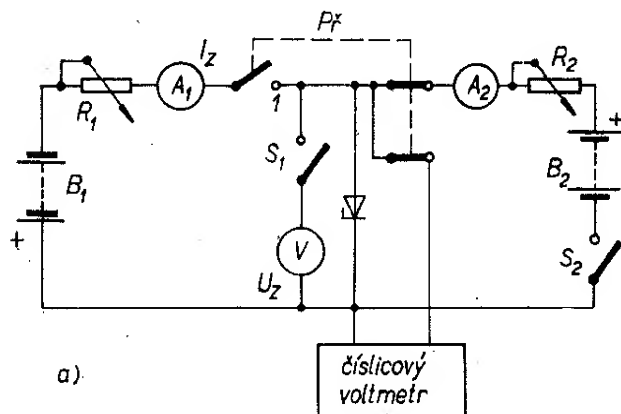 Př
I_Z
R_1
A_1
1
A_2
R_2
S_1
B_1
+
+
B_2
V
U_Z
S_2
a)
číslicový
voltmetr